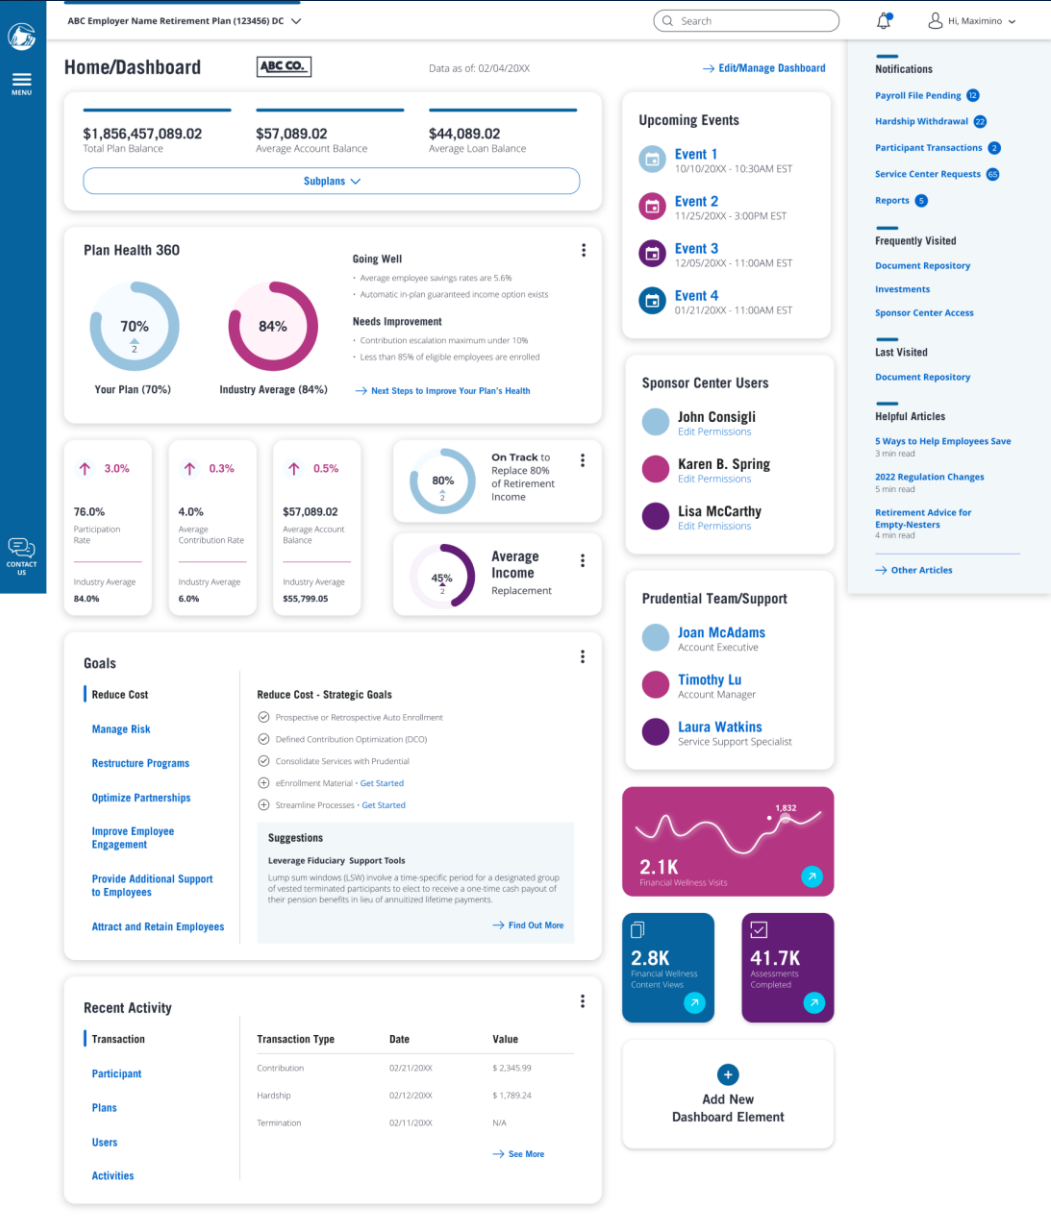 ABC Employer Name Retirement Plan (123456) DC
Search
Hi, Maximino
MENU
CONTACT
US
Home/Dashboard
ABC CO.
Data as of: 02/04/20XX
Edit/Manage Dashboard
$1,856,457,089.02
Total Plan Balance
$57,089.02
Average Account Balance
$44,089.02
Average Loan Balance
Subplans
Plan Health 360
70%
2
Your Plan (70%)
84%
Industry Average (84%)
Going Well
• Average employee savings rates are 5.6%
• Automatic in-plan guaranteed income option exists
Needs Improvement
• Contribution escalation maximum under 10%
• Less than 85% of eligible employees are enrolled
Next Steps to Improve Your Plan's Health
3.0%
76.0%
Participation
Rate
Industry Average
84.0%
0.3%
4.0%
Average
Contribution Rate
Industry Average
6.0%
0.5%
$57,089.02
Average Account
Balance
Industry Average
$55,799.05
80%
2
On Track to
Replace 80%
of Retirement
Income
45%
2
Average
Income
Replacement
Goals
Reduce Cost
Manage Risk
Restructure Programs
Optimize Partnerships
Improve Employee
Engagement
Provide Additional Support
to Employees
Attract and Retain Employees
Reduce Cost - Strategic Goals
Prospective or Retrospective Auto Enrollment
Defined Contribution Optimization (DCO)
Consolidate Services with Prudential
eEnrollment Material • Get Started
Streamline Processes • Get Started
Suggestions
Leverage Fiduciary Support Tools
Lump sum windows (LSW) involve a time-specific period for a designated group
of vested terminated participants to elect to receive a one-time cash payout of
their pension benefits in lieu of annuitized lifetime payments.
Find Out More
Recent Activity
Transaction
Participant
Plans
Users
Activities
Transaction Type Date Value
Contribution 02/21/20XX $ 2,345.99
Hardship 02/12/20XX $ 1,789.24
Termination 02/11/20XX N/A
See More
Upcoming Events
Event 1
10/10/20XX - 10:30AM EST
Event 2
11/25/20XX - 3:00PM EST
Event 3
12/05/20XX - 11:00AM EST
Event 4
01/21/20XX - 11:00AM EST
Sponsor Center Users
John Consigli
Edit Permissions
Karen B. Spring
Edit Permissions
Lisa McCarthy
Edit Permissions
Prudential Team/Support
Joan McAdams
Account Executive
Timothy Lu
Account Manager
Laura Watkins
Service Support Specialist
1,832
2.1K
Financial Wellness Visits
2.8K
Financial Wellness
Content Views
41.7K
Assessments
Completed
Add New
Dashboard Element
Notifications
Payroll File Pending 12
Hardship Withdrawal 22
Participant Transactions 2
Service Center Requests 65
Reports 5
Frequently Visited
Document Repository
Investments
Sponsor Center Access
Last Visited
Document Repository
Helpful Articles
5 Ways to Help Employees Save
3 min read
2022 Regulation Changes
5 min read
Retirement Advice for
Empty-Nesters
4 min read
Other Articles